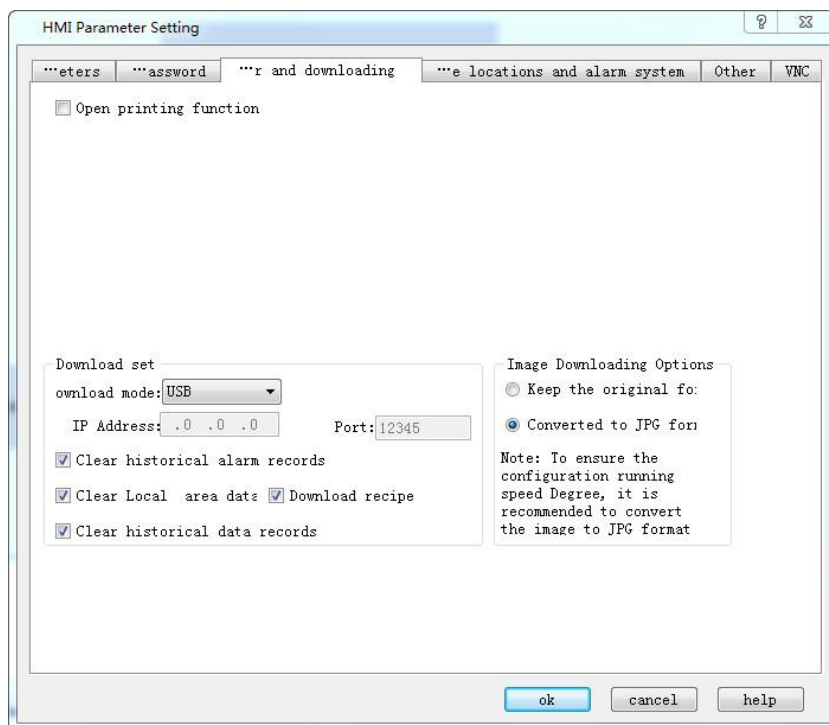 HMI Parameter Setting
…eters …assword …r and downloading …e locations and alarm system Other VNC
Open printing function
Download set
ownload mode: USB
IP Address: .0 .0 .0 Port: 12345
Clear historical alarm records
Clear Local area data Download recipe
Clear historical data records
Image Downloading Options
Keep the original fo:
Converted to JPG for
Note: To ensure the
configuration running
speed Degree, it is
recommended to convert
the image to JPG format
ok cancel help